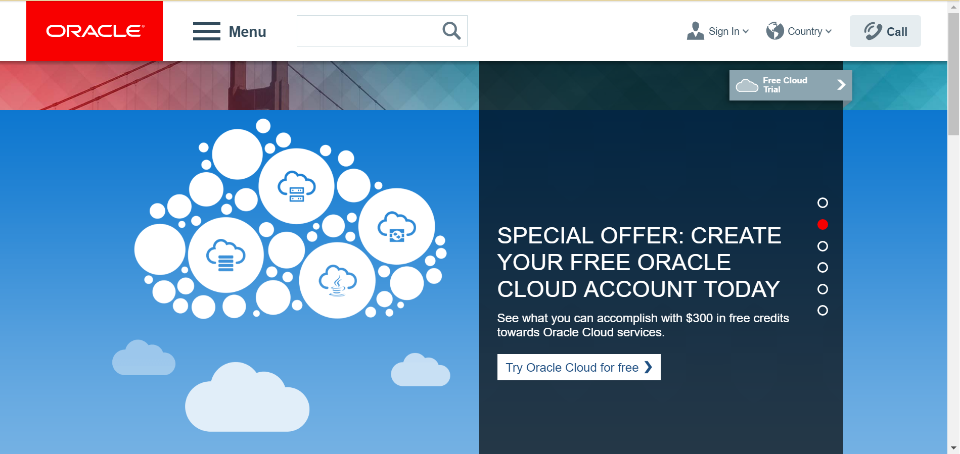 ORACLE®
Menu
Sign In
Country
Call
Free Cloud
Trial
SPECIAL OFFER: CREATE
YOUR FREE ORACLE
CLOUD ACCOUNT TODAY
See what you can accomplish with $300 in free credits
towards Oracle Cloud services.
Try Oracle Cloud for free